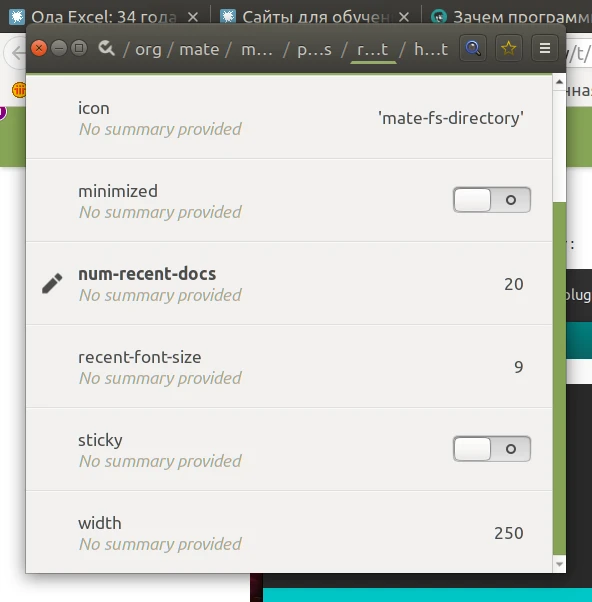 Ода Excel: 34 года
Сайты для обучен
Зачем программ
/ org / mate / m… / p…s / r…t / h…t
/t/
icon
No summary provided
'mate-fs-directory'
нная
minimized
No summary provided
num-recent-docs
No summary provided
20
plug
recent-font-size
No summary provided
9
sticky
No summary provided
width
No summary provided
250